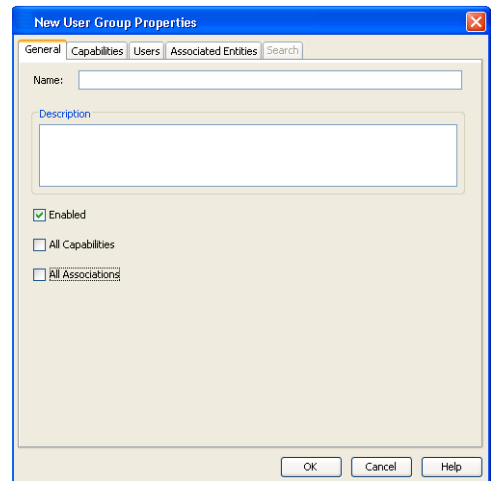 New User Group Properties
General Capabilities Users Associated Entities Search
Name:
Description
Enabled
All Capabilities
All Associations
OK Cancel Help